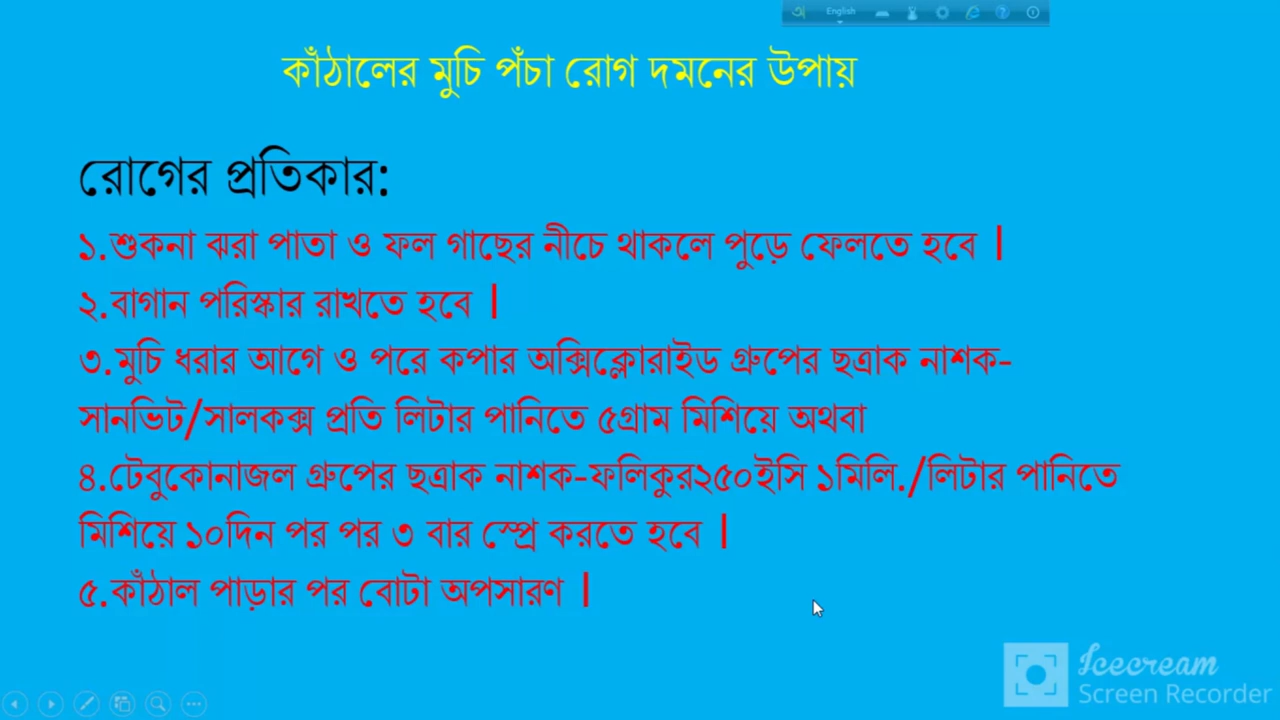 English
কাঁঠালের মুচি পঁচা রোগ দমনের উপায়
রোগের প্রতিকার:
১.শুকনা ঝরা পাতা ও ফল গাছের নীচে থাকলে পুড়ে ফেলতে হবে ।
২.বাগান পরিস্কার রাখতে হবে ।
৩.মুচি ধরার আগে ও পরে কপার অক্সিক্লোরাইড গ্রুপের ছত্রাক নাশক-
সানভিট/সালকক্স প্রতি লিটার পানিতে ৫গ্রাম মিশিয়ে অথবা
৪.টেবুকোনাজল গ্রুপের ছত্রাক নাশক-ফলিকুর২৫০ইসি ১মিলি./লিটার পানিতে
মিশিয়ে ১০দিন পর পর ৩ বার স্প্রে করতে হবে ।
৫.কাঁঠাল পাড়ার পর বোটা অপসারণ ।
Icecream
Screen Recorder